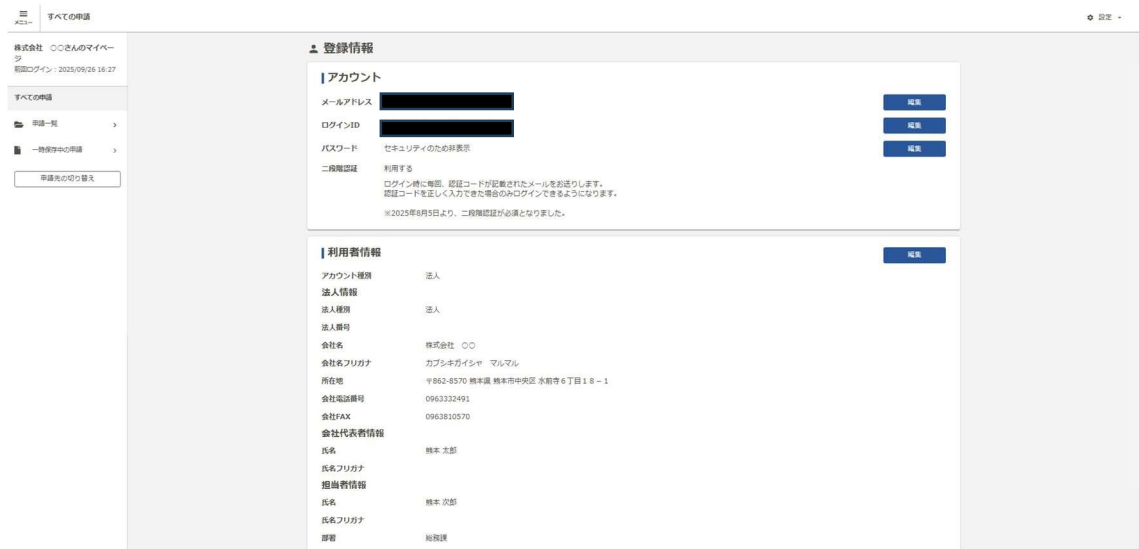 メニュー
すべての申請
設定
株式会社 ○○さんのマイペー
ジ
前回ログイン：2025/09/26 16:27
すべての申請
申請一覧
一時保存中の申請
申請先の切り替え
登録情報
アカウント
メールアドレス 編集
ログインID 編集
パスワード セキュリティのため非表示 編集
二段階認証 利用する
ログイン時に毎回、認証コードが記載されたメールをお送りします。
認証コードを正しく入力できた場合のみログインできるようになります。
※2025年8月5日より、二段階認証が必須となりました。
利用者情報 編集
アカウント種別 法人
法人情報
法人種別 法人
法人番号
会社名 株式会社 ○○
会社名フリガナ カブシキガイシャ マルマル
所在地 〒862-8570 熊本県 熊本市中央区 水前寺６丁目１８－１
会社電話番号 0963332491
会社FAX 0963810570
会社代表者情報
氏名 熊本 太郎
氏名フリガナ
担当者情報
氏名 熊本 次郎
氏名フリガナ
部署 総務課